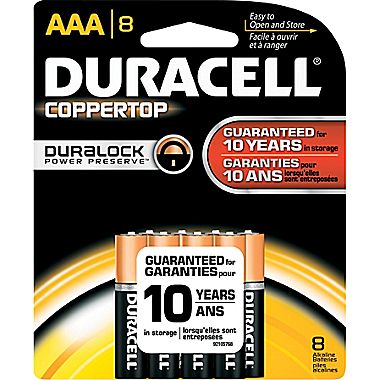 AAA 8
Easy to
Open and Store
Facile à ouvrir
et à ranger
DURACELL®
COPPERTOP
DURALOCK
POWER PRESERVE™
GUARANTEED for
10 YEARS in storage
GARANTIES pour
10 ANS lorsqu'elles
sont entreposées
GUARANTEED for
GARANTIES pour
10 YEARS
ANS
in storage lorsqu'elles sont
entreposées
DURACELL
8
Alkaline
Batteries
piles
alcalines